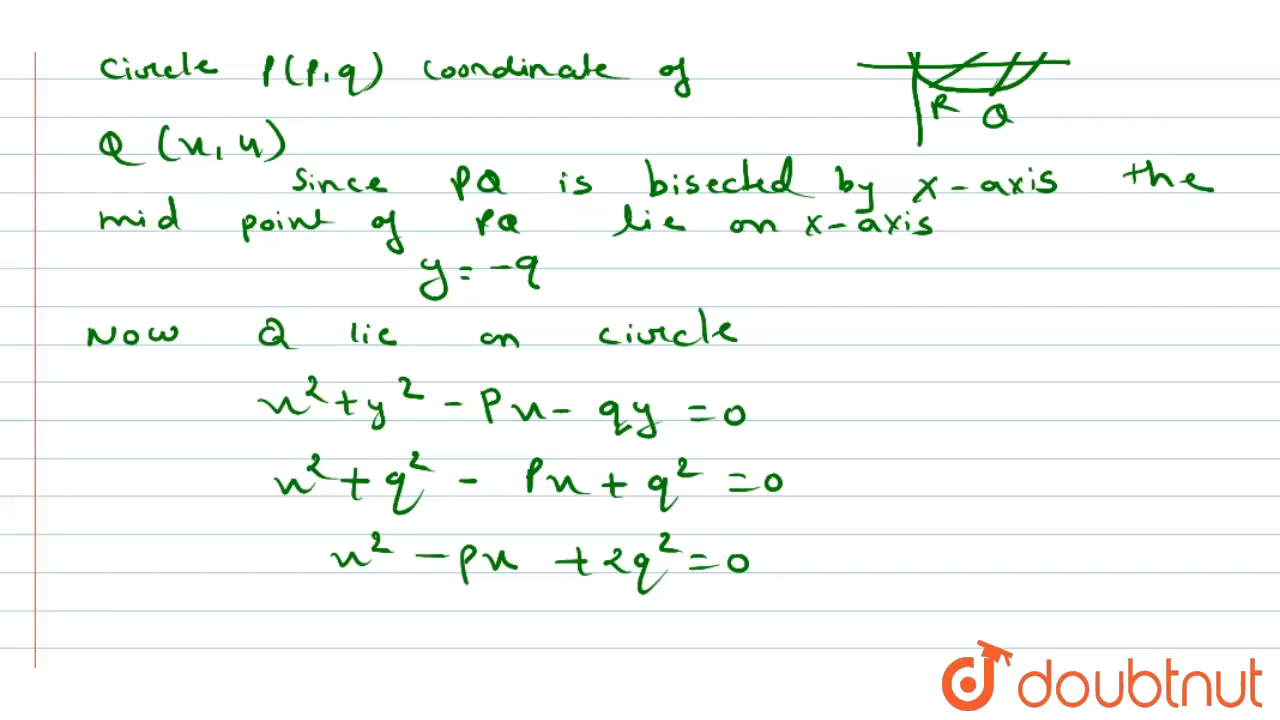 circle P(p,q) coordinate of
R Q
Q (x, y)
Since PQ is bisected by x-axis the
mid point of PQ lie on x-axis
y = -q
Now Q lie on circle
x² + y² - px - qy = 0
x² + q² - px + q² = 0
x² - px + 2q² = 0
doubtnut